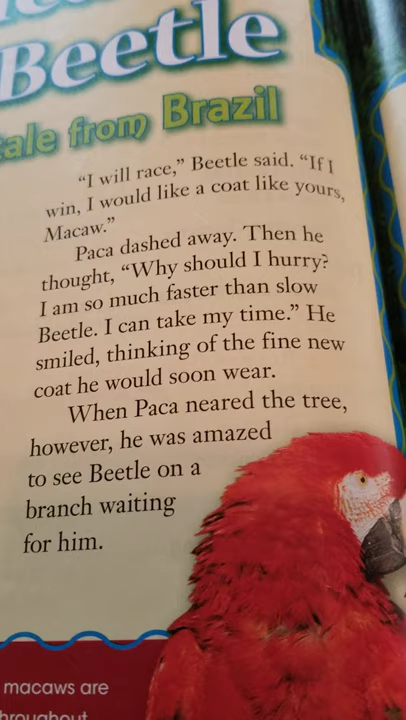 Beetle
tale from Brazil
“I will race,” Beetle said. “If I
win, I would like a coat like yours,
Macaw.”
Paca dashed away. Then he
thought, “Why should I hurry?
I am so much faster than slow
Beetle. I can take my time.” He
smiled, thinking of the fine new
coat he would soon wear.
When Paca neared the tree,
however, he was amazed
to see Beetle on a
branch waiting
for him.
macaws are